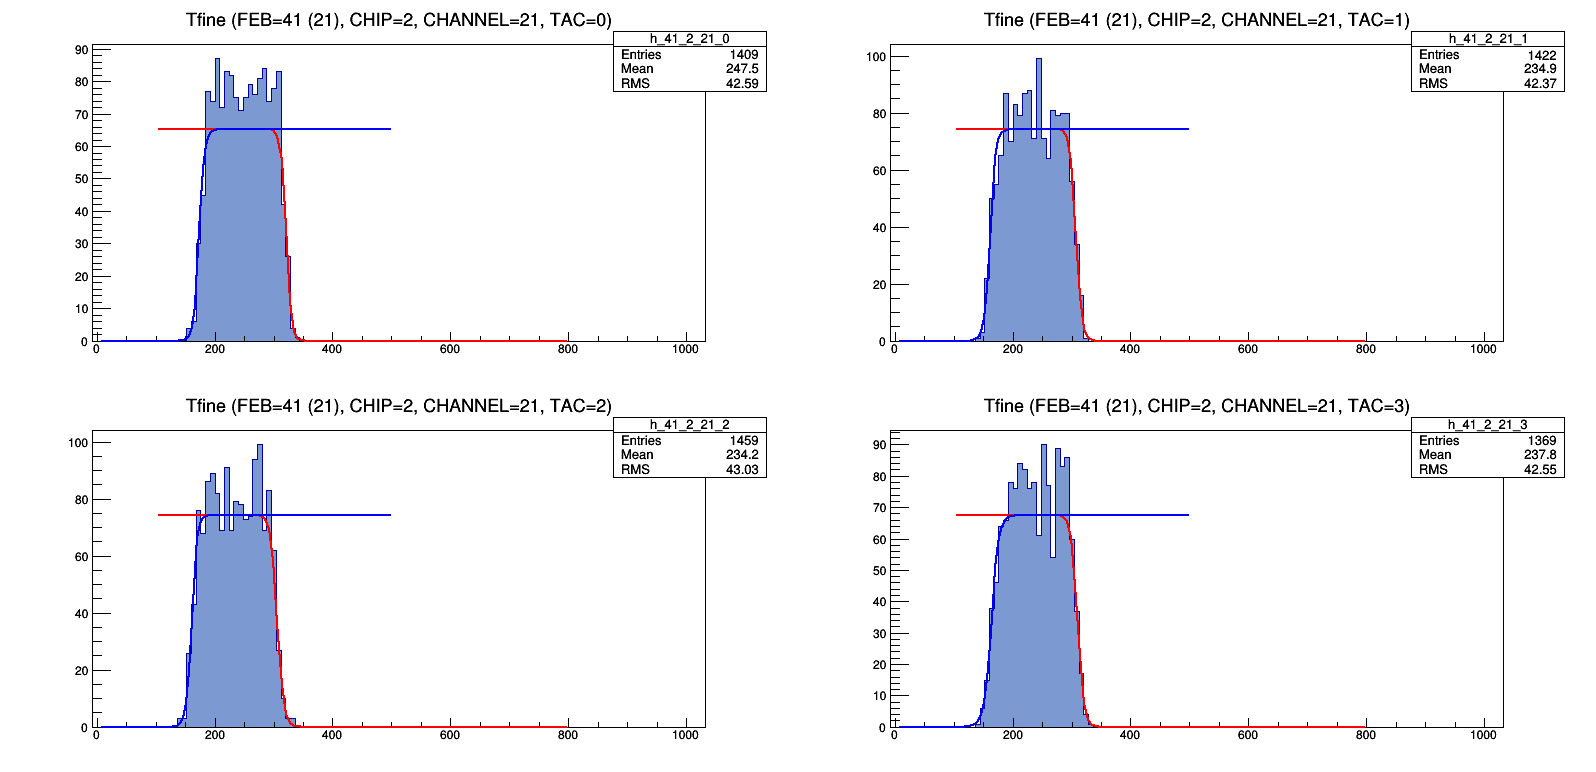 Tfine (FEB=41 (21), CHIP=2, CHANNEL=21, TAC=0)
h_41_2_21_0
Entries 1409
Mean 247.5
RMS 42.59
90
80
70
60
50
40
30
20
10
0
0 200 400 600 800 1000
Tfine (FEB=41 (21), CHIP=2, CHANNEL=21, TAC=1)
h_41_2_21_1
Entries 1422
Mean 234.9
RMS 42.37
100
80
60
40
20
0
0 200 400 600 800 1000
Tfine (FEB=41 (21), CHIP=2, CHANNEL=21, TAC=2)
h_41_2_21_2
Entries 1459
Mean 234.2
RMS 43.03
100
80
60
40
20
0
0 200 400 600 800 1000
Tfine (FEB=41 (21), CHIP=2, CHANNEL=21, TAC=3)
h_41_2_21_3
Entries 1369
Mean 237.8
RMS 42.55
90
80
70
60
50
40
30
20
10
0
0 200 400 600 800 1000